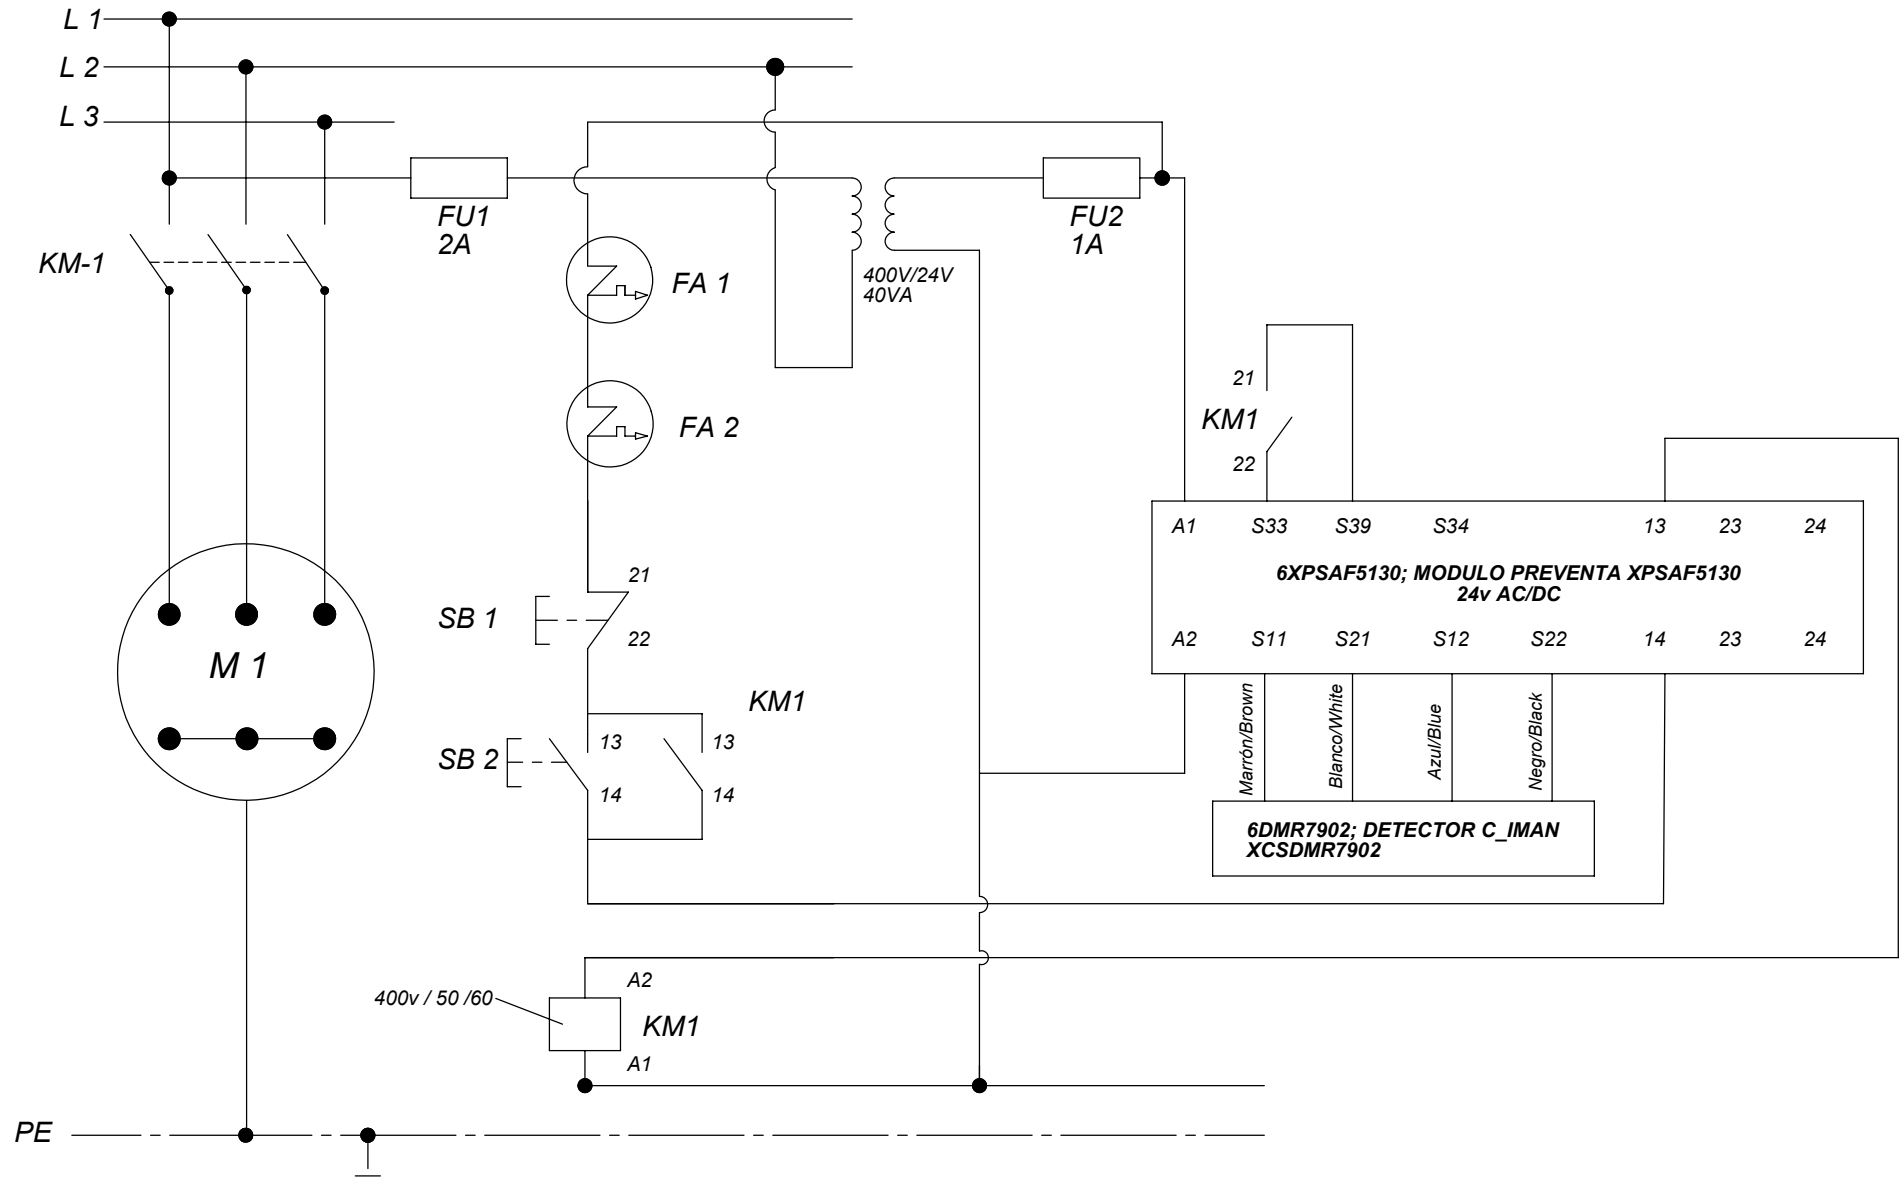 L 1
L 2
L 3
FU1
2A
FU2
1A
KM-1
FA 1
400V/24V
40VA
21
KM1
22
FA 2
A1 S33 S39 S34 13 23 24
6XPSAF5130; MODULO PREVENTA XPSAF5130
24v AC/DC
A2 S11 S21 S12 S22 14 23 24
21
SB 1
22
M 1
KM1
Marrón/Brown
Blanco/White
Azul/Blue
Negro/Black
13
13
SB 2
14
14
6DMR7902; DETECTOR C_IMAN
XCSDMR7902
A2
400v / 50 /60
KM1
A1
PE